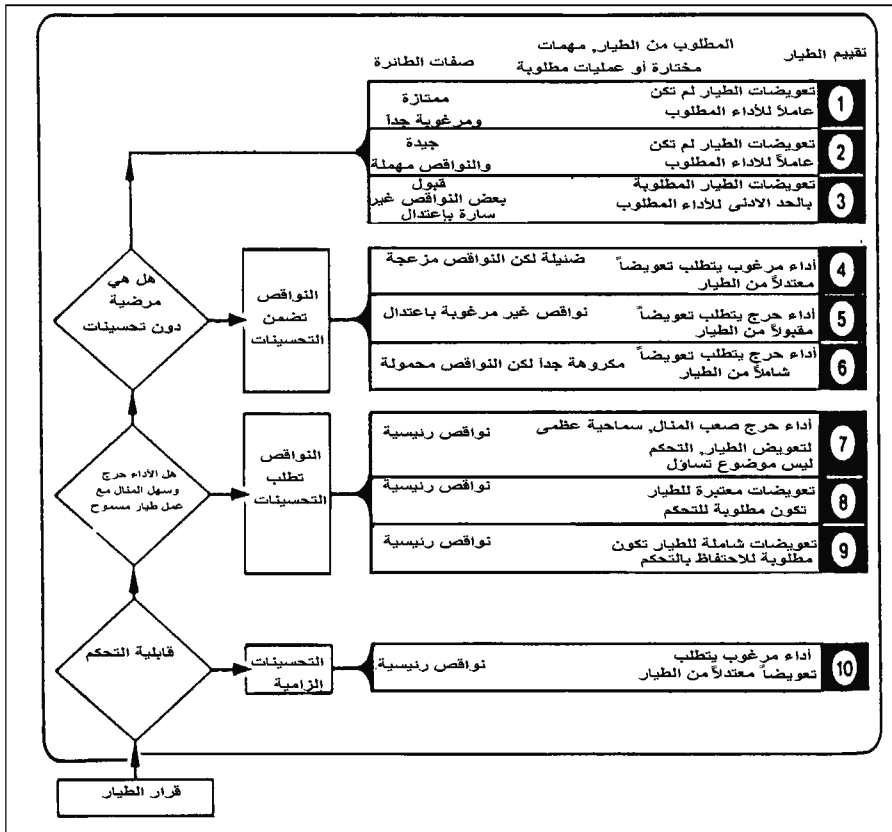 تقييم الطيار
المطلوب من الطيار, مهمات
مختارة أو عمليات مطلوبة
صفات الطائرة
1
تعويضات الطيار لم تكن
عاملاً للأداء المطلوب
ممتازة
ومرغوبة جداً
2
تعويضات الطيار لم تكن
عاملاً للأداء المطلوب
جيدة
والنواقص مهملة
3
تعويضات الطيار المطلوبة
بالحد الادنى للأداء المطلوب
قبول
بعض النواقص غير
سارة بإعتدال
4
أداء مرغوب يتطلب تعويضاً
معتدلاً من الطيار
ضئيلة لكن النواقص مزعجة
5
أداء حرج يتطلب تعويضاً
مقبولاً من الطيار
نواقص غير مرغوبة باعتدال
6
أداء حرج يتطلب تعويضاً
شاملاً من الطيار
مكروهة جداً لكن النواقص محمولة
النواقص
تضمن
التحسينات
هل هي
مرضية
دون تحسينات
7
أداء حرج صعب المنال, سماحية عظمى
لتعويض الطيار, التحكم
ليس موضوع تساؤل
نواقص رئيسية
8
تعويضات معتبرة للطيار
تكون مطلوبة للتحكم
نواقص رئيسية
9
تعويضات شاملة للطيار تكون
مطلوبة للاحتفاظ بالتحكم
نواقص رئيسية
النواقص
تطلب
التحسينات
هل الأداء حرج
وسهل المنال مع
عمل طيار مسموح
10
أداء مرغوب يتطلب
تعويضاً معتدلاً من الطيار
نواقص رئيسية
التحسينات
الزامية
قابلية التحكم
قرار الطيار